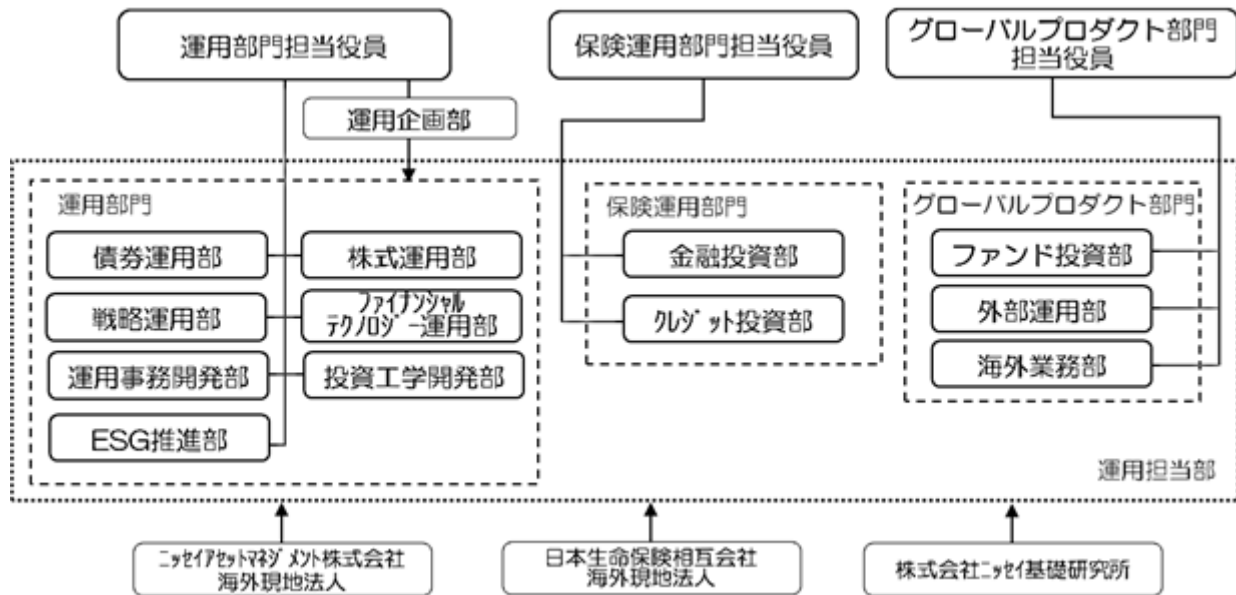 運用部門担当役員
保険運用部門担当役員
グローバルプロダクト部門
担当役員
運用企画部
運用部門
保険運用部門
グローバルプロダクト部門
債券運用部
株式運用部
金融投資部
ファンド投資部
戦略運用部
ファイナンシャル
テクノロジー運用部
クレジット投資部
外部運用部
運用事務開発部
投資工学開発部
海外業務部
ESG推進部
運用担当部
ニッセイアセットマネジメント株式会社
海外現地法人
日本生命保険相互会社
海外現地法人
株式会社ニッセイ基礎研究所